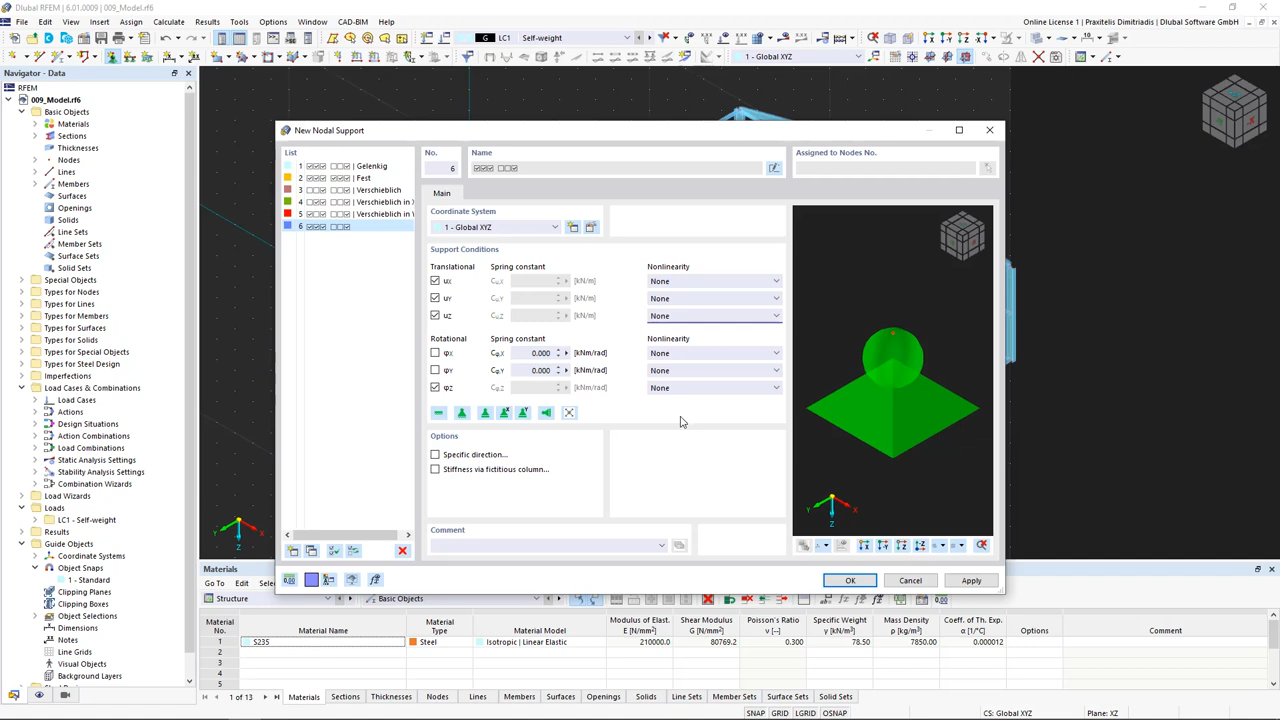 Dlubal RFEM | 6.01.0009 | 009_Model.rf6
File Edit View Insert Assign Calculate Results Tools Options Window CAD-BIM Help
Online License 1 | Praxitelis Dimitriadis | Dlubal Software GmbH
G LC1 Self-weight
1 - Global XYZ
Navigator - Data
RFEM
009_Model.rf6
Basic Objects
Materials
Sections
Thicknesses
Nodes
Lines
Members
Surfaces
Openings
Solids
Line Sets
Member Sets
Surface Sets
Solid Sets
Special Objects
Types for Nodes
Types for Lines
Types for Members
Types for Surfaces
Types for Solids
Types for Special Objects
Types for Steel Design
Load Cases & Combinations
Load Cases
Actions
Design Situations
Action Combinations
Load Combinations
Static Analysis Settings
Stability Analysis Settings
Combination Wizards
Load Wizards
Loads
LC1 - Self-weight
Results
Guide Objects
Coordinate Systems
Object Snaps
1 - Standard
Clipping Planes
Clipping Boxes
Object Selections
Dimensions
Notes
Line Grids
Visual Objects
Background Layers
New Nodal Support
List
1 | Gelenkig
2 | Fest
3 | Verschieblich
4 | Verschieblich in X
5 | Verschieblich in Y
6
No.
6
Name
Assigned to Nodes No.
Main
Coordinate System
1 - Global XYZ
Support Conditions
Translational Spring constant Nonlinearity
uX Cu,X [kN/m] None
uY Cu,Y [kN/m] None
uZ Cu,Z [kN/m] None
Rotational Spring constant Nonlinearity
φX Cφ,X 0.000 [kNm/rad] None
φY Cφ,Y 0.000 [kNm/rad] None
φZ Cφ,Z [kNm/rad] None
Options
Specific direction...
Stiffness via fictitious column...
Comment
X Y Z
OK Cancel Apply
X Z
Materials
Go To Edit
Structure Basic Objects
Material No. Material Name Material Type Material Model Modulus of Elast. E [N/mm²] Shear Modulus G [N/mm²] Poisson's Ratio ν [--] Specific Weight γ [kN/m³] Mass Density ρ [kg/m³] Coeff. of Th. Exp. α [1/°C] Options Comment
1 S235 Steel Isotropic | Linear Elastic 210000.0 80769.2 0.300 78.50 7850.00 0.000012
2
3
4
5
1 of 13 Materials Sections Thicknesses Nodes Lines Members Surfaces Openings Solids Line Sets Member Sets Surface Sets Solid Sets
SNAP GRID LGRID OSNAP CS: Global XYZ Plane: XZ